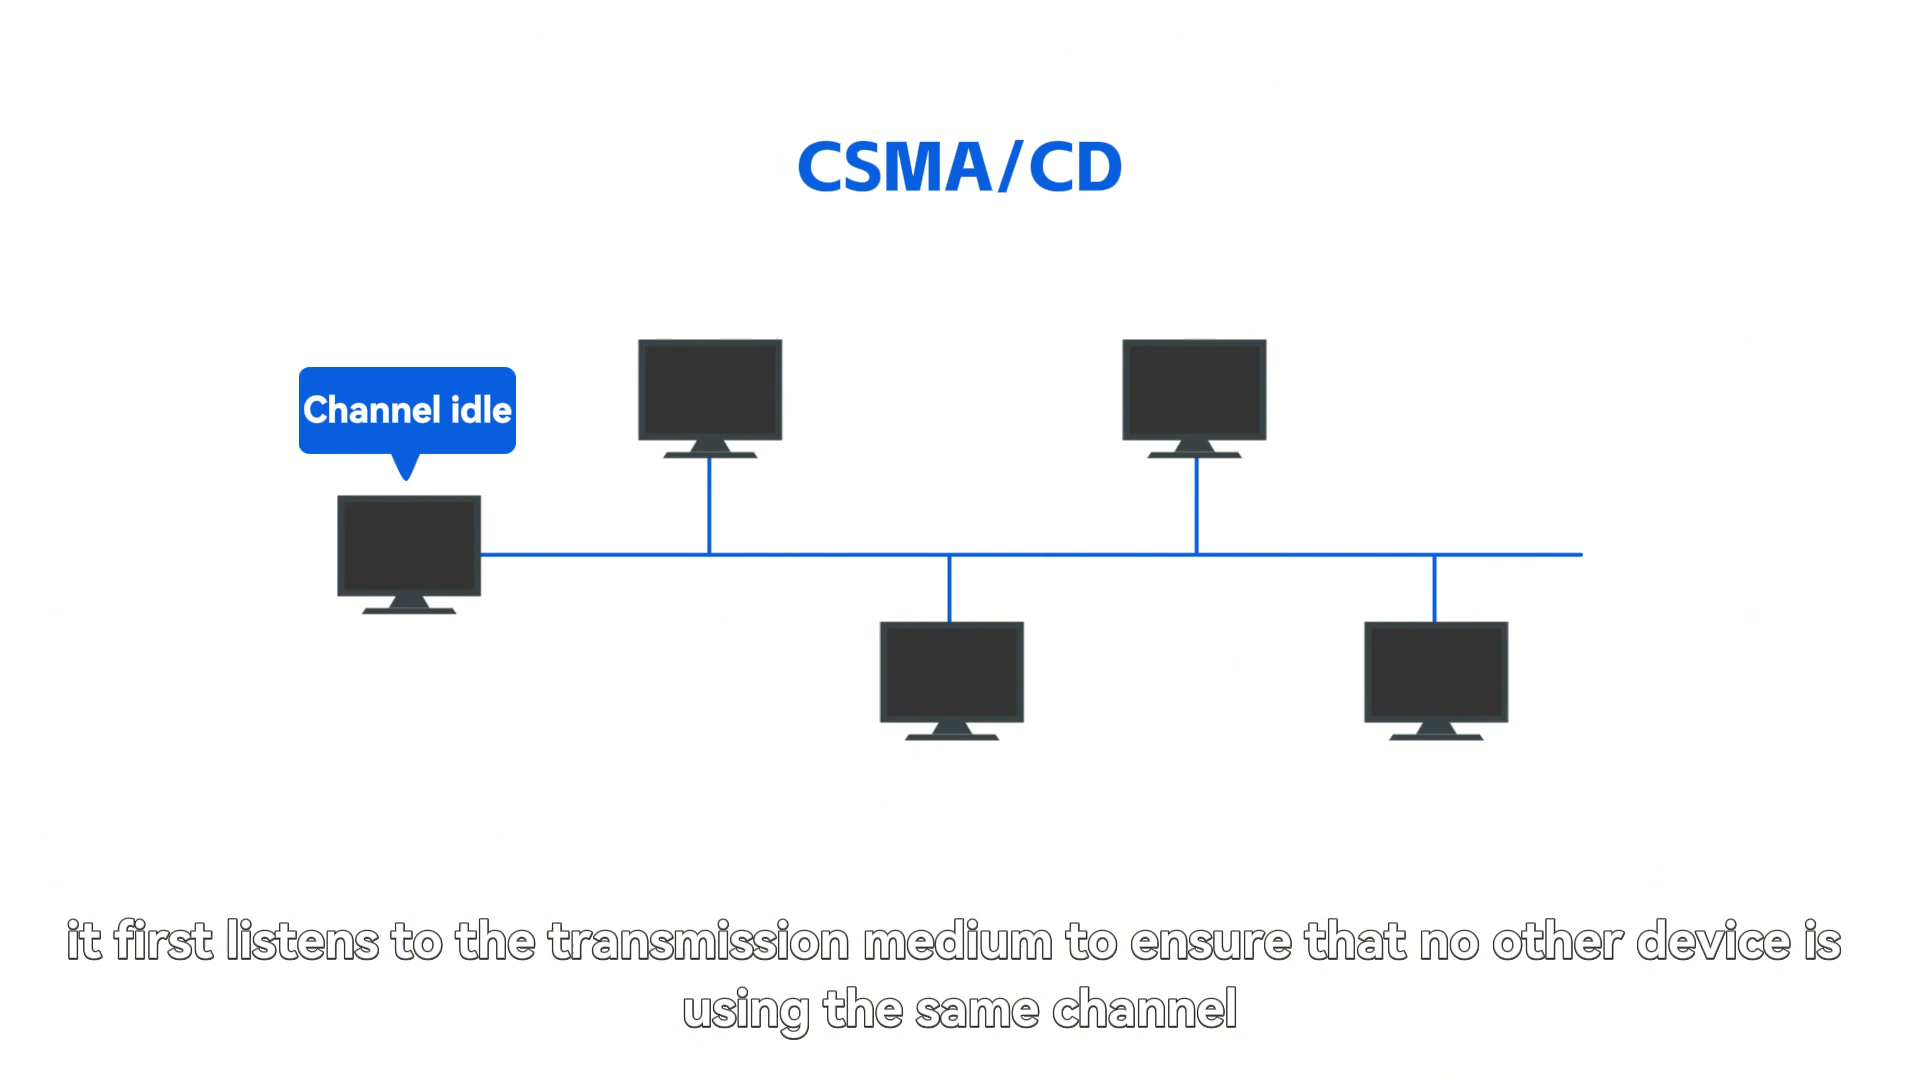 CSMA/CD
Channel idle
it first listens to the transmission medium to ensure that no other device is
using the same channel